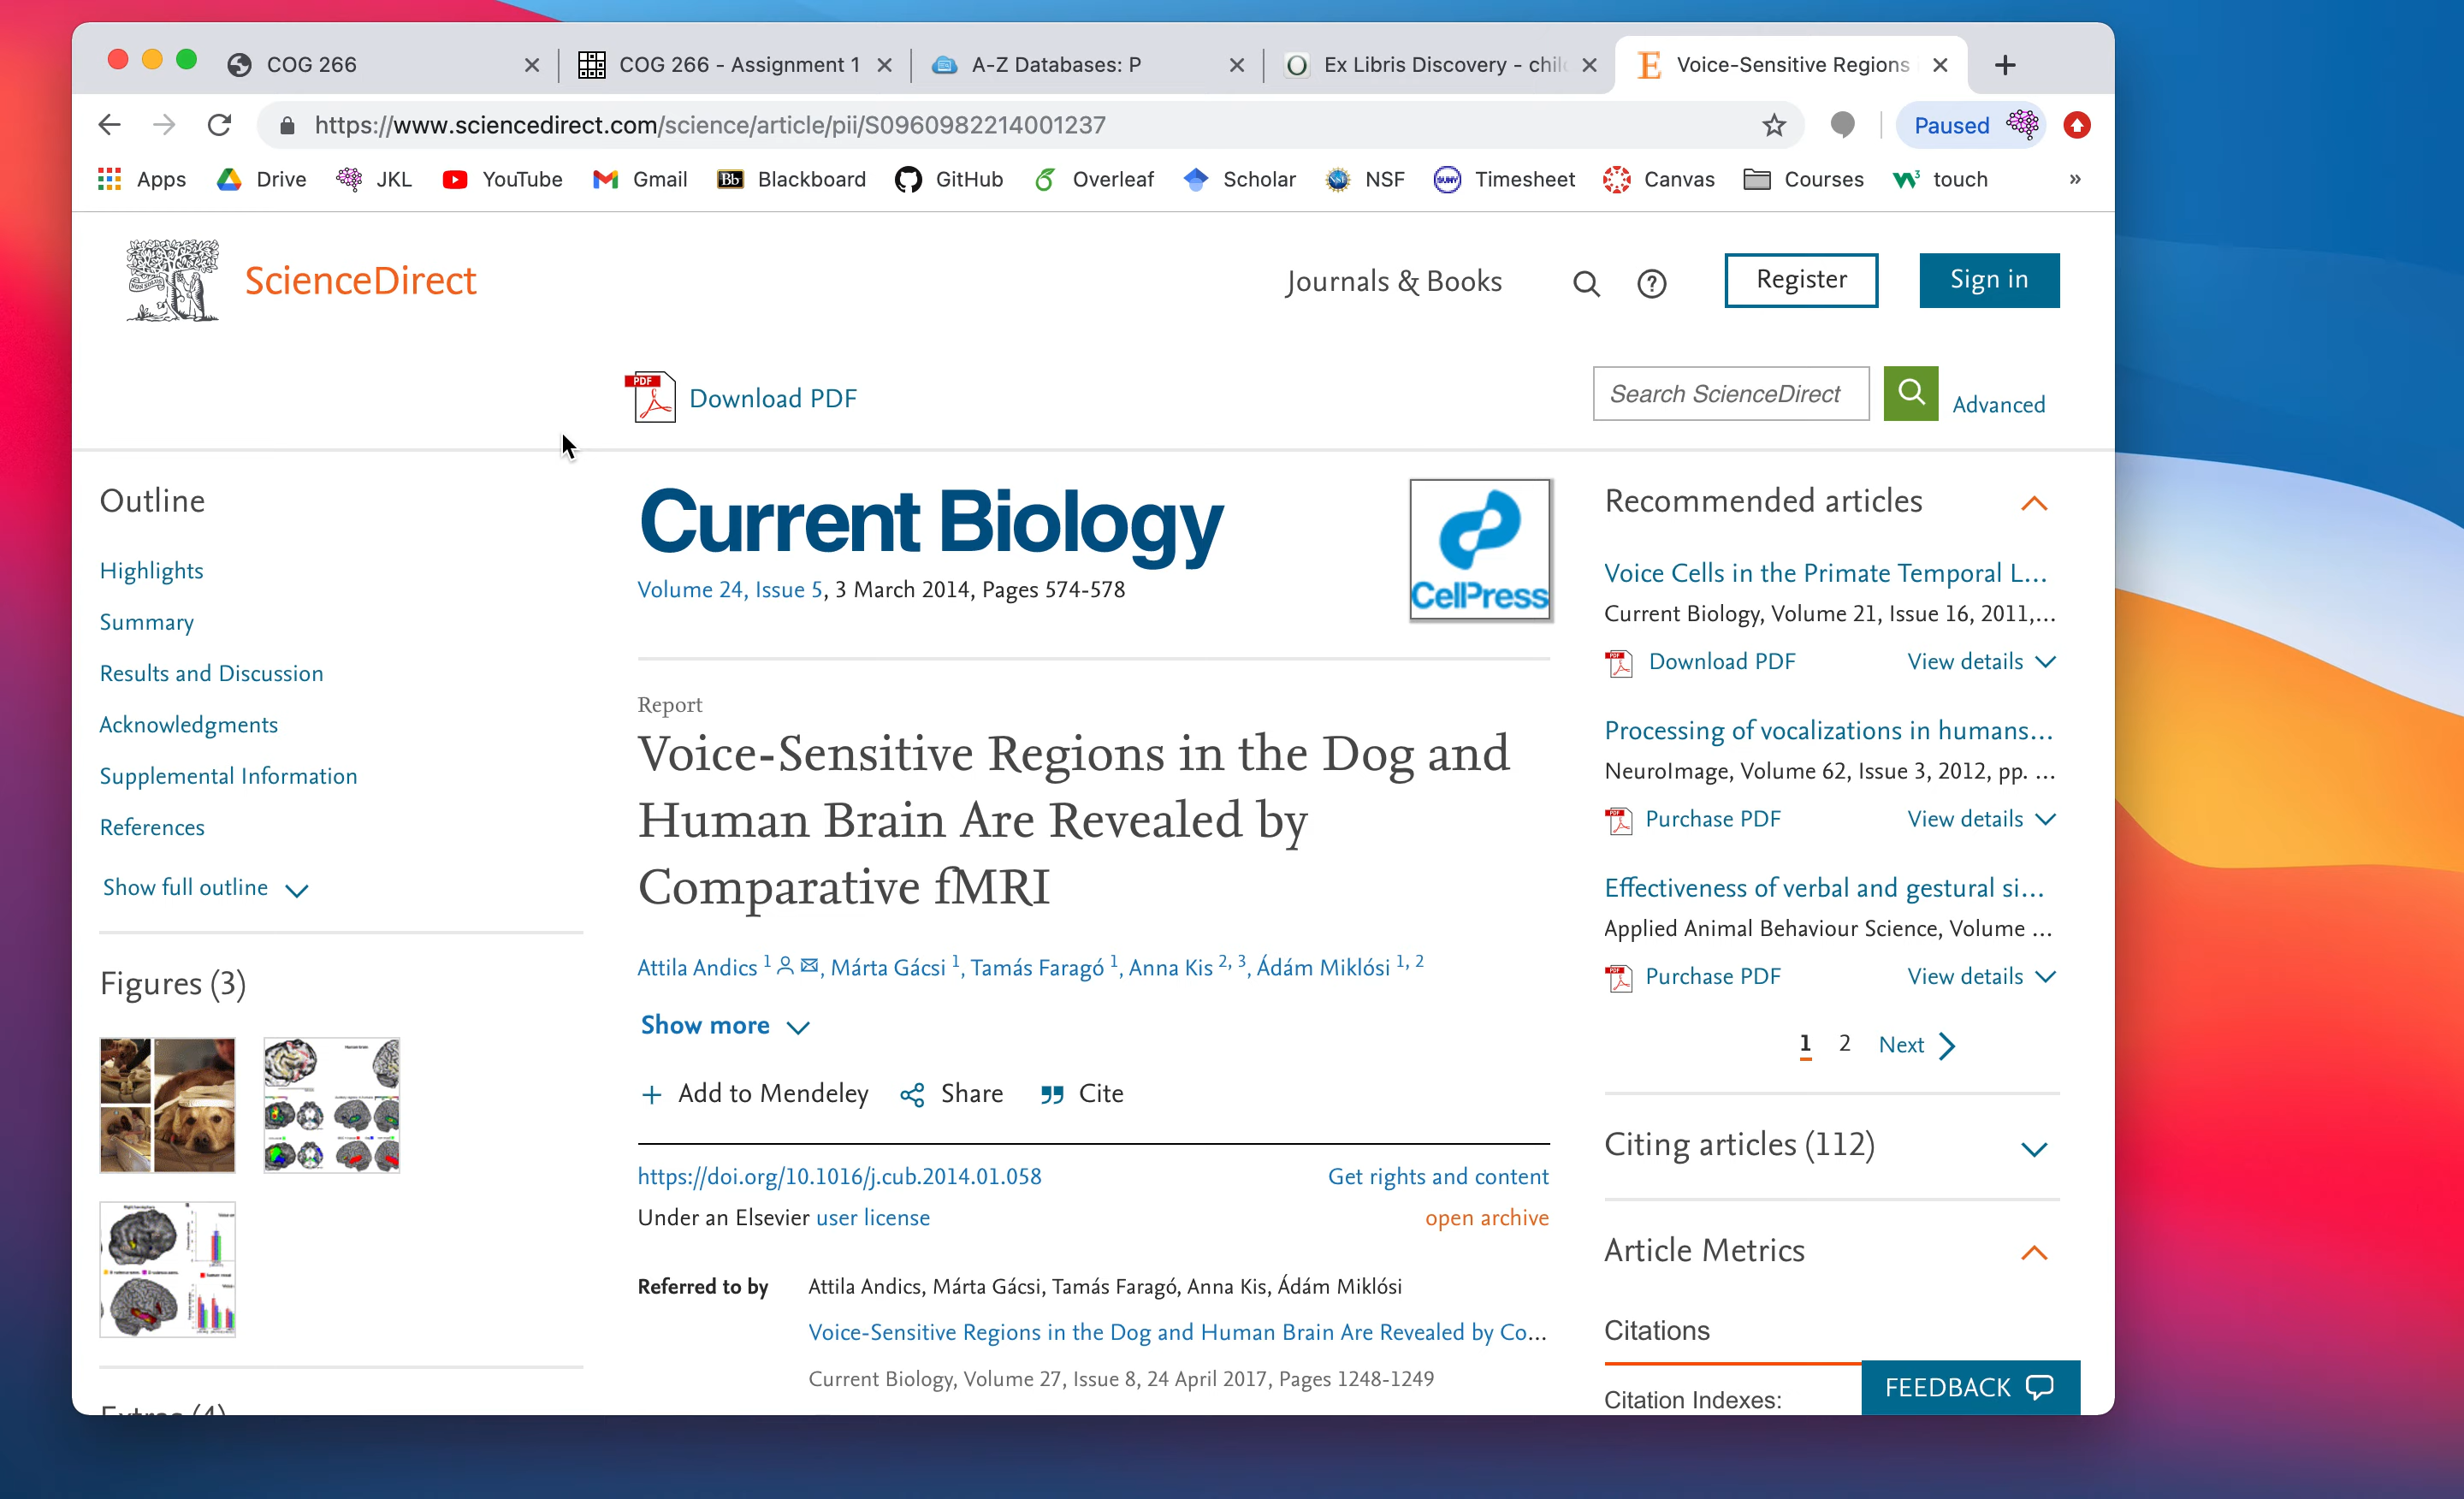 COG 266
COG 266 - Assignment 1
A-Z Databases: P
Ex Libris Discovery - chil
Voice-Sensitive Regions
https://www.sciencedirect.com/science/article/pii/S0960982214001237
Paused
Apps
Drive
JKL
YouTube
Gmail
Bb
Blackboard
GitHub
Overleaf
Scholar
NSF
Timesheet
Canvas
Courses
touch
»
ScienceDirect
Journals & Books
Register
Sign in
PDF
Download PDF
Search ScienceDirect
Advanced
Outline
Highlights
Summary
Results and Discussion
Acknowledgments
Supplemental Information
References
Show full outline
Figures (3)
Extras (4)
Current Biology
CellPress
Volume 24, Issue 5, 3 March 2014, Pages 574-578
Report
Voice-Sensitive Regions in the Dog and
Human Brain Are Revealed by
Comparative fMRI
Attila Andics 1, Márta Gácsi 1, Tamás Faragó 1, Anna Kis 2, 3, Ádám Miklósi 1, 2
Show more
+ Add to Mendeley
Share
Cite
https://doi.org/10.1016/j.cub.2014.01.058
Get rights and content
Under an Elsevier user license
open archive
Referred to by
Attila Andics, Márta Gácsi, Tamás Faragó, Anna Kis, Ádám Miklósi
Voice-Sensitive Regions in the Dog and Human Brain Are Revealed by Co...
Current Biology, Volume 27, Issue 8, 24 April 2017, Pages 1248-1249
Recommended articles
Voice Cells in the Primate Temporal L...
Current Biology, Volume 21, Issue 16, 2011,...
Download PDF
View details
Processing of vocalizations in humans...
NeuroImage, Volume 62, Issue 3, 2012, pp. ...
Purchase PDF
View details
Effectiveness of verbal and gestural si...
Applied Animal Behaviour Science, Volume ...
Purchase PDF
View details
1 2 Next
Citing articles (112)
Article Metrics
Citations
Citation Indexes:
FEEDBACK